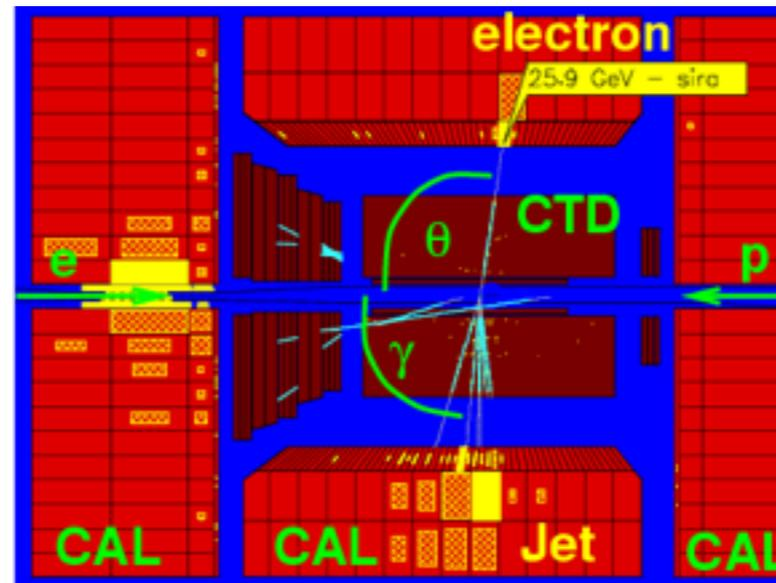 electron
25.9 GeV - sira
CTD
θ
e
p
γ
CAL
CAL
Jet
CAL